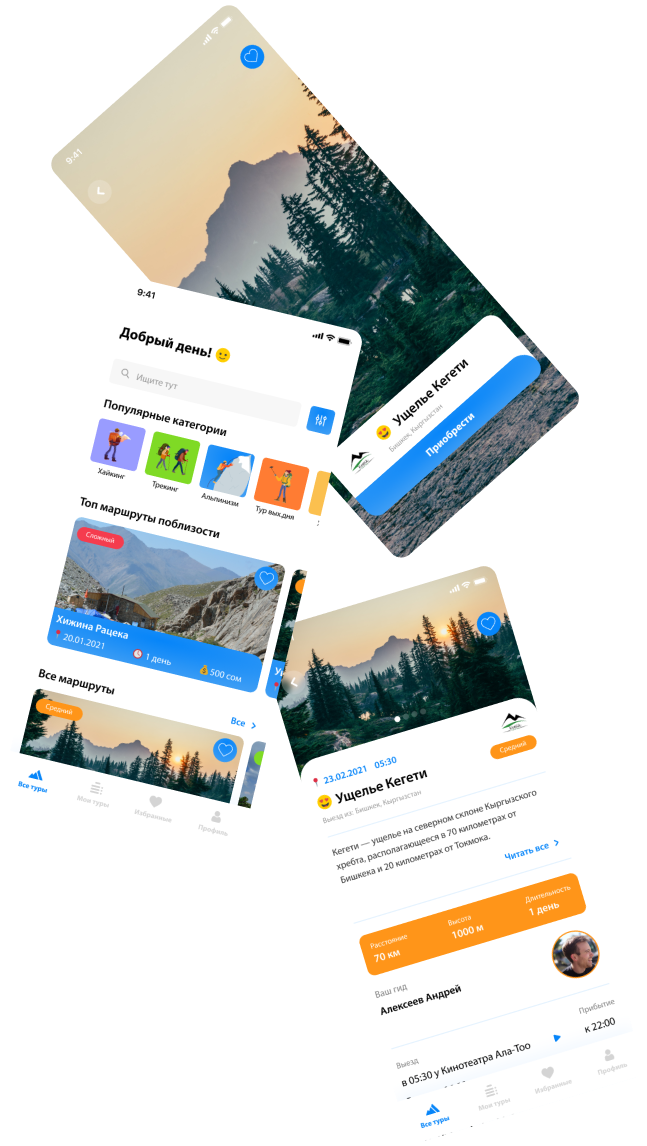 9:41
Ущелье Кегети
Бишкек, Кыргызстан
Приобрести
9:41
Добрый день!
Ищите тут
Популярные категории
Хайкинг
Трекинг
Альпинизм
Тур вых.дня
Топ маршруты поблизости
Сложный
Хижина Рацека
20.01.2021
1 день
500 сом
Все маршруты
Все
Средний
Все туры
Мои туры
Избранные
Профиль
23.02.2021 05:30
Средний
Ущелье Кегети
Выезд из: Бишкек, Кыргызстан
Кегети — ущелье на северном склоне Кыргызского
хребта, располагающееся в 70 километрах от
Бишкека и 20 километрах от Токмока.
Читать все
Расстояние
70 км
Высота
1000 м
Длительность
1 день
Ваш гид
Алексеев Андрей
Выезд
в 05:30 у Кинотеатра Ала-Тоо
Прибытие
к 22:00
Все туры
Мои туры
Избранные
Профиль